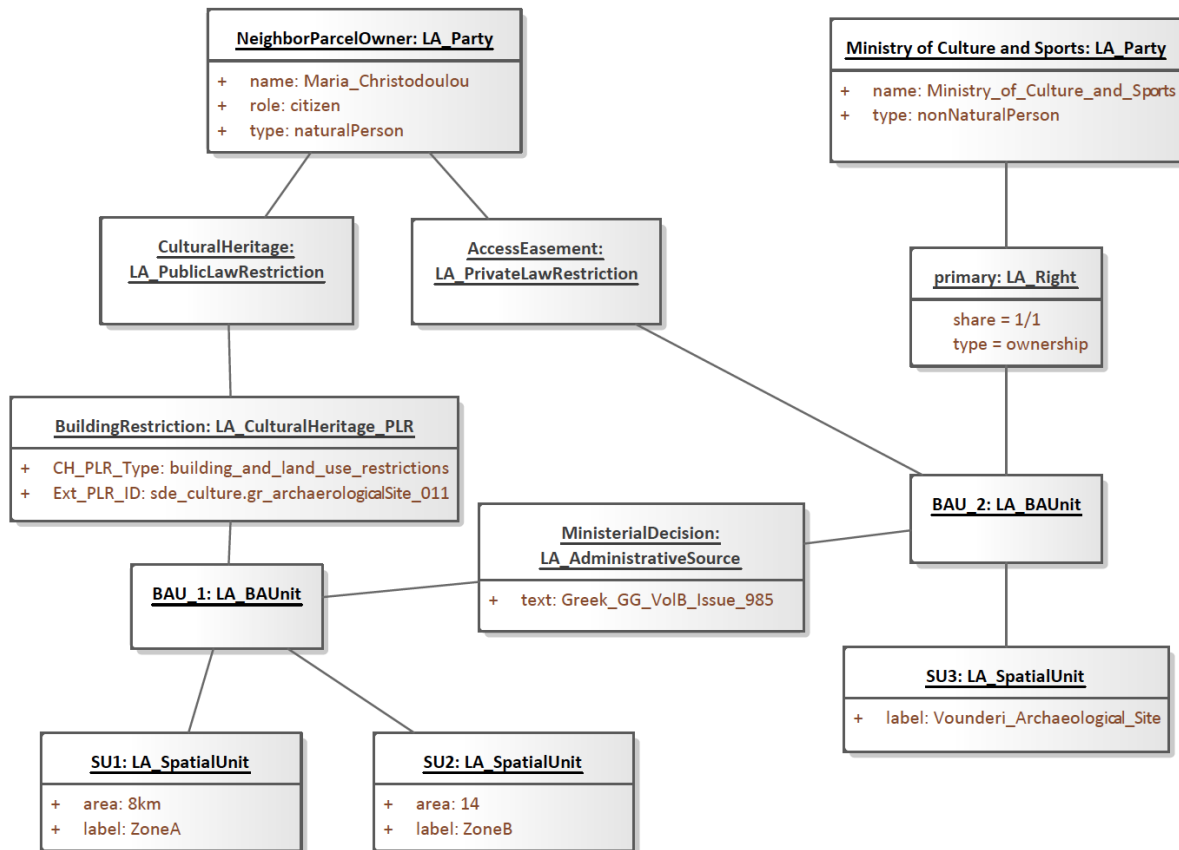 NeighborParcelOwner: LA_Party
+ name: Maria_Christodoulou
+ role: citizen
+ type: naturalPerson
Ministry of Culture and Sports: LA_Party
+ name: Ministry_of_Culture_and_Sports
+ type: nonNaturalPerson
CulturalHeritage:
LA_PublicLawRestriction
AccessEasement:
LA_PrivateLawRestriction
primary: LA_Right
share = 1/1
type = ownership
BuildingRestriction: LA_CulturalHeritage_PLR
+ CH_PLR_Type: building_and_land_use_restrictions
+ Ext_PLR_ID: sde_culture.gr_archaerologicalSite_011
MinisterialDecision:
LA_AdministrativeSource
+ text: Greek_GG_VolB_Issue_985
BAU_2: LA_BAUnit
BAU_1: LA_BAUnit
SU3: LA_SpatialUnit
+ label: Vounderi_Archaeological_Site
SU1: LA_SpatialUnit
+ area: 8km
+ label: ZoneA
SU2: LA_SpatialUnit
+ area: 14
+ label: ZoneB